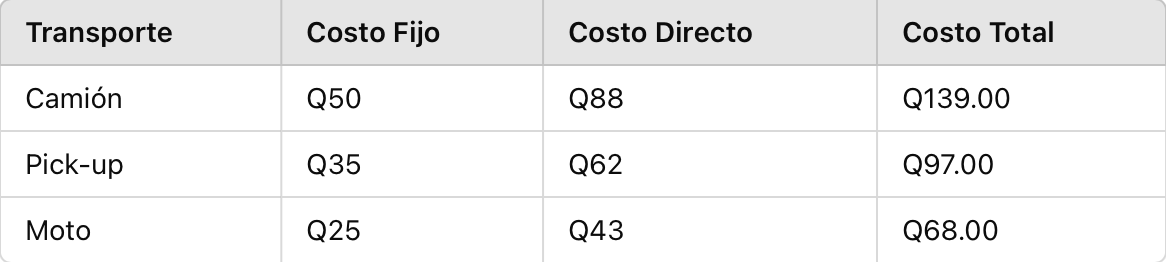 Transporte Costo Fijo Costo Directo Costo Total
Camión Q50 Q88 Q139.00
Pick-up Q35 Q62 Q97.00
Moto Q25 Q43 Q68.00